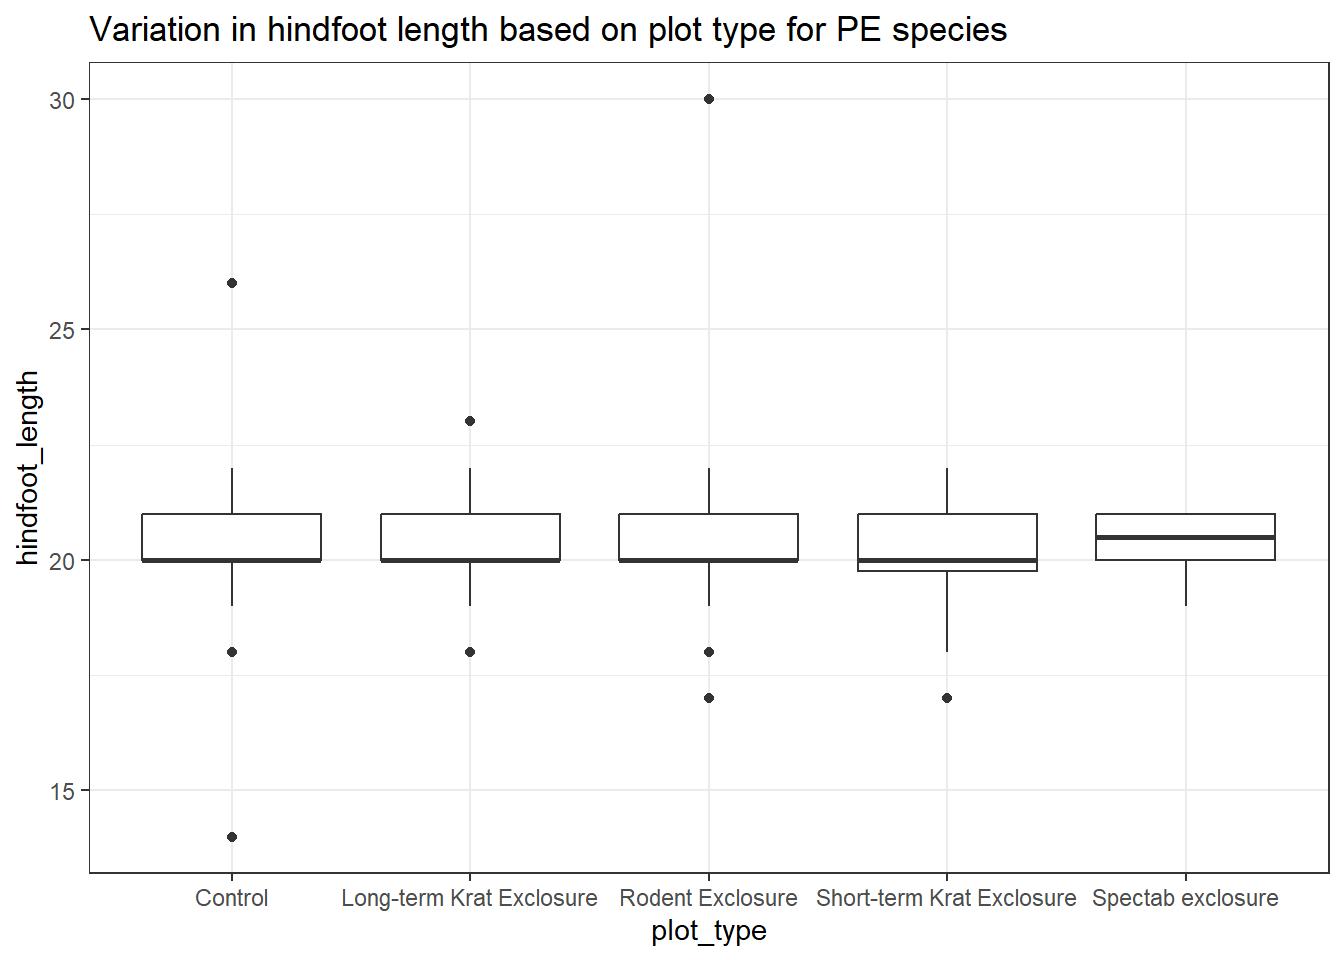 Variation in hindfoot length based on plot type for PE species
hindfoot_length
30
25
20
15
Control Long-term Krat Exclosure Rodent Exclosure Short-term Krat Exclosure Spectab exclosure
plot_type